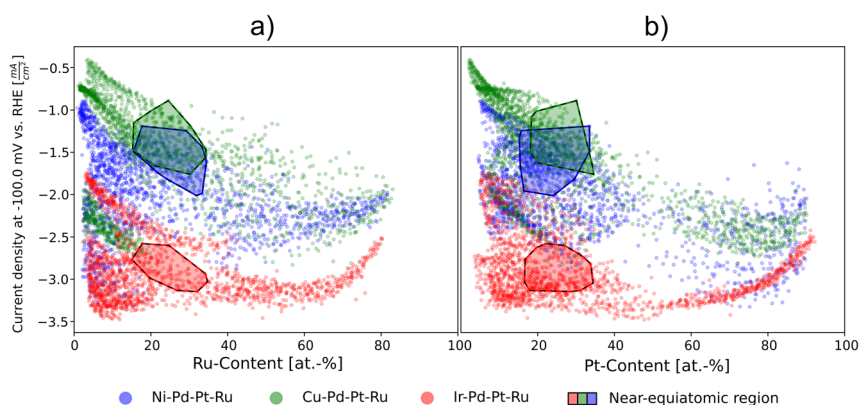 a) b)
Current density at -100.0 mV vs. RHE [mA/cm²]
−0.5
−1.0
−1.5
−2.0
−2.5
−3.0
−3.5
0 20 40 60 80 100 20 40 60 80 100
Ru-Content [at.-%] Pt-Content [at.-%]
Ni-Pd-Pt-Ru Cu-Pd-Pt-Ru Ir-Pd-Pt-Ru Near-equiatomic region